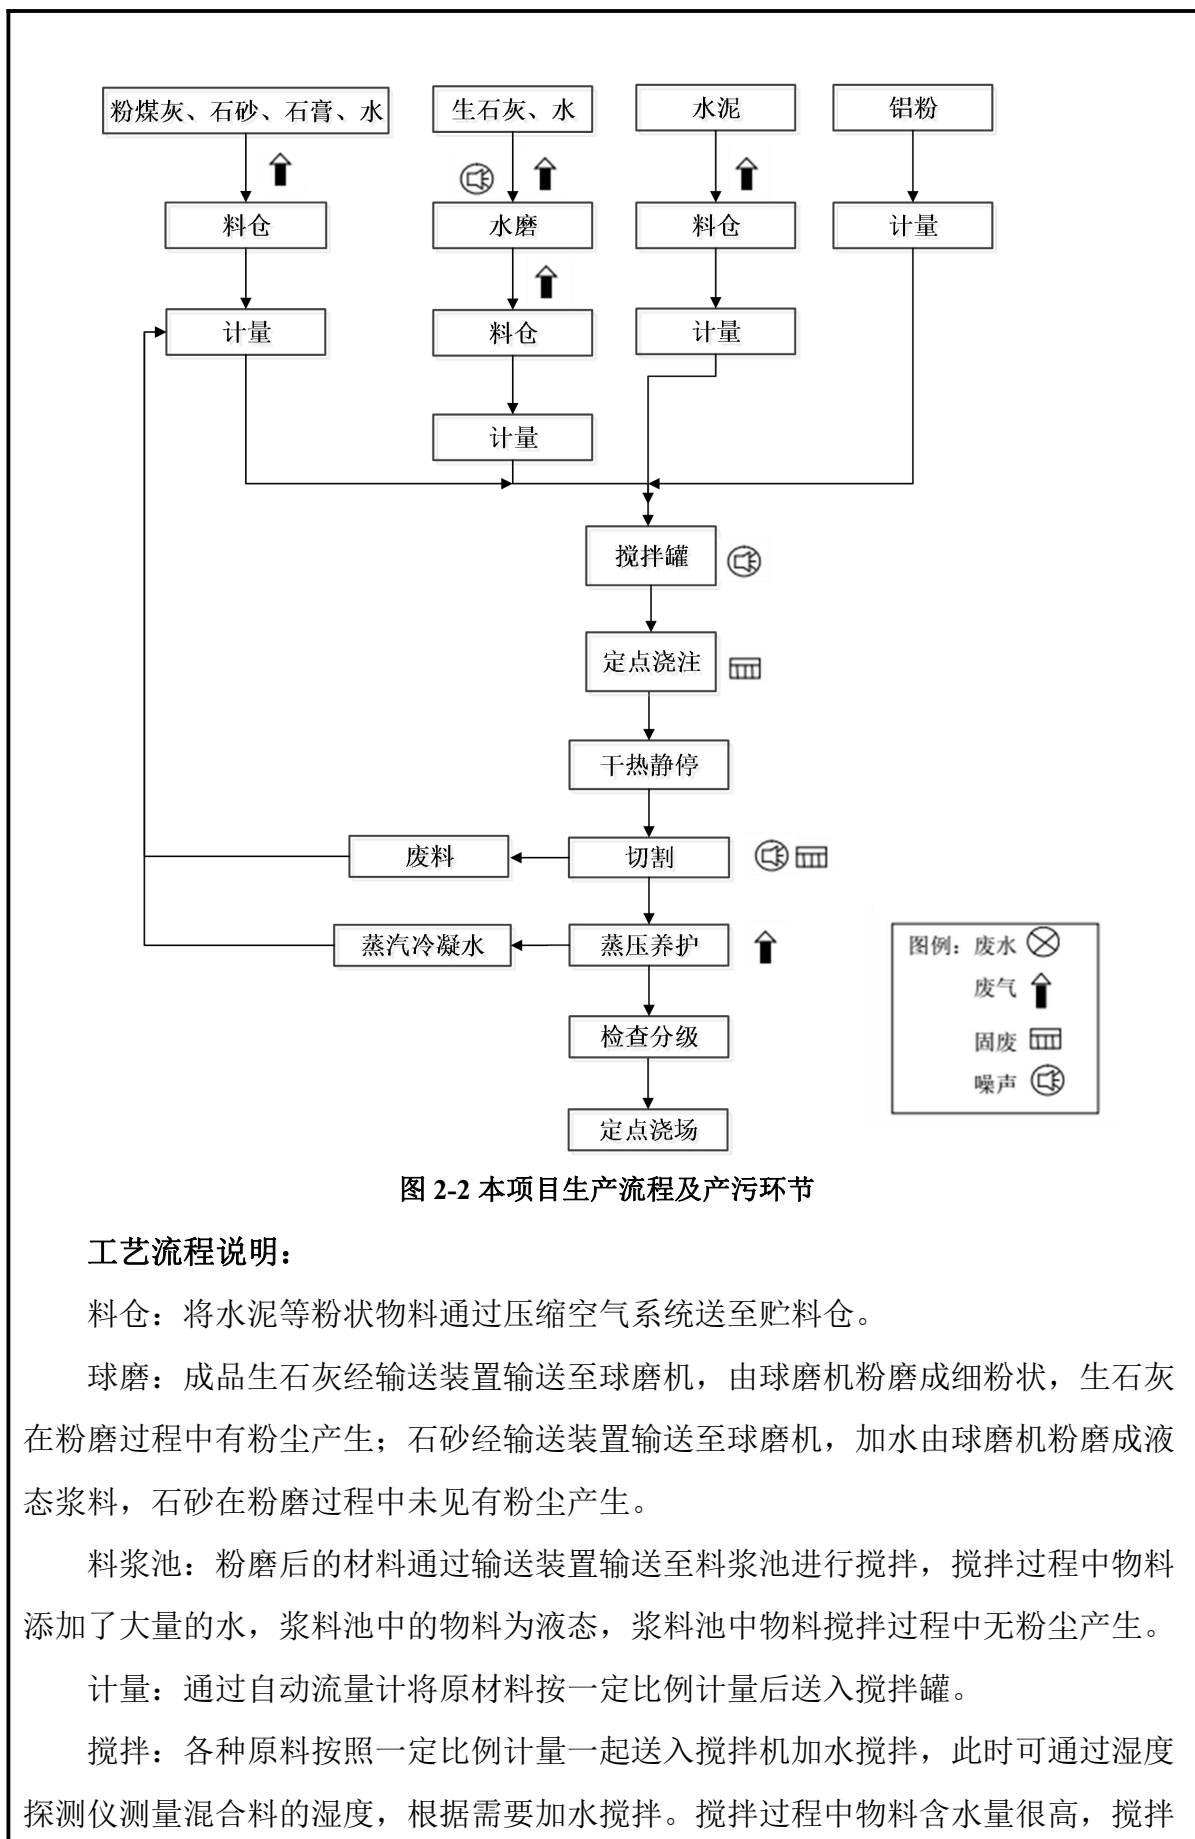 粉煤灰、石砂、石膏、水
生石灰、水
水泥
铝粉
料仓
水磨
料仓
计量
计量
料仓
计量
计量
搅拌罐
定点浇注
干热静停
废料
切割
蒸汽冷凝水
蒸压养护
检查分级
定点浇场
图例：废水
废气
固废
噪声
图 2-2 本项目生产流程及产污环节
工艺流程说明：
料仓：将水泥等粉状物料通过压缩空气系统送至贮料仓。
球磨：成品生石灰经输送装置输送至球磨机，由球磨机粉磨成细粉状，生石灰
在粉磨过程中有粉尘产生；石砂经输送装置输送至球磨机，加水由球磨机粉磨成液
态浆料，石砂在粉磨过程中未见有粉尘产生。
料浆池：粉磨后的材料通过输送装置输送至料浆池进行搅拌，搅拌过程中物料
添加了大量的水，浆料池中的物料为液态，浆料池中物料搅拌过程中无粉尘产生。
计量：通过自动流量计将原材料按一定比例计量后送入搅拌罐。
搅拌：各种原料按照一定比例计量一起送入搅拌机加水搅拌，此时可通过湿度
探测仪测量混合料的湿度，根据需要加水搅拌。搅拌过程中物料含水量很高，搅拌